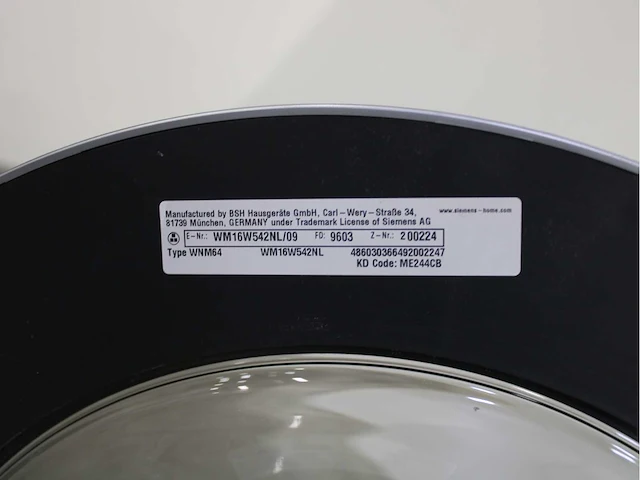 Manufactured by BSH Hausgeräte GmbH, Carl-Wery-Straße 34, www.siemens-home.com
81739 München, GERMANY under Trademark License of Siemens AG
E-Nr.: WM16W542NL/09 FD: 9603 Z-Nr.: 200224
Type WNM64 WM16W542NL 486030366492002247
KD Code: ME244CB